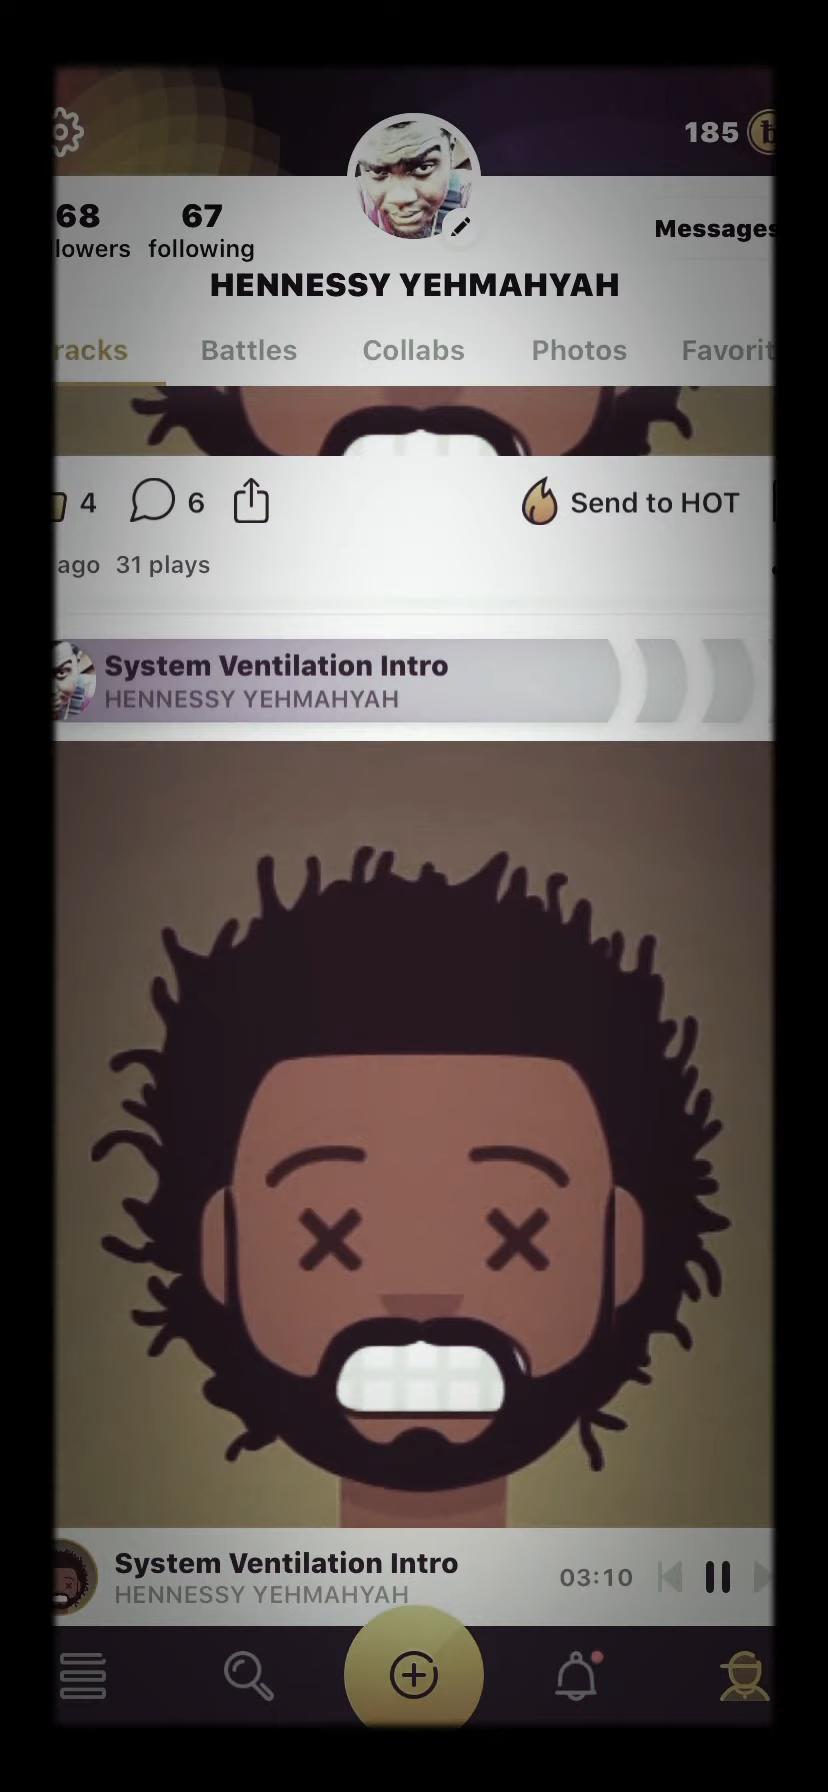 185
68 67
llowers following
Messages
HENNESSY YEHMAHYAH
racks Battles Collabs Photos Favorit
4 6 Send to HOT
ago 31 plays
System Ventilation Intro
HENNESSY YEHMAHYAH
System Ventilation Intro
HENNESSY YEHMAHYAH
03:10